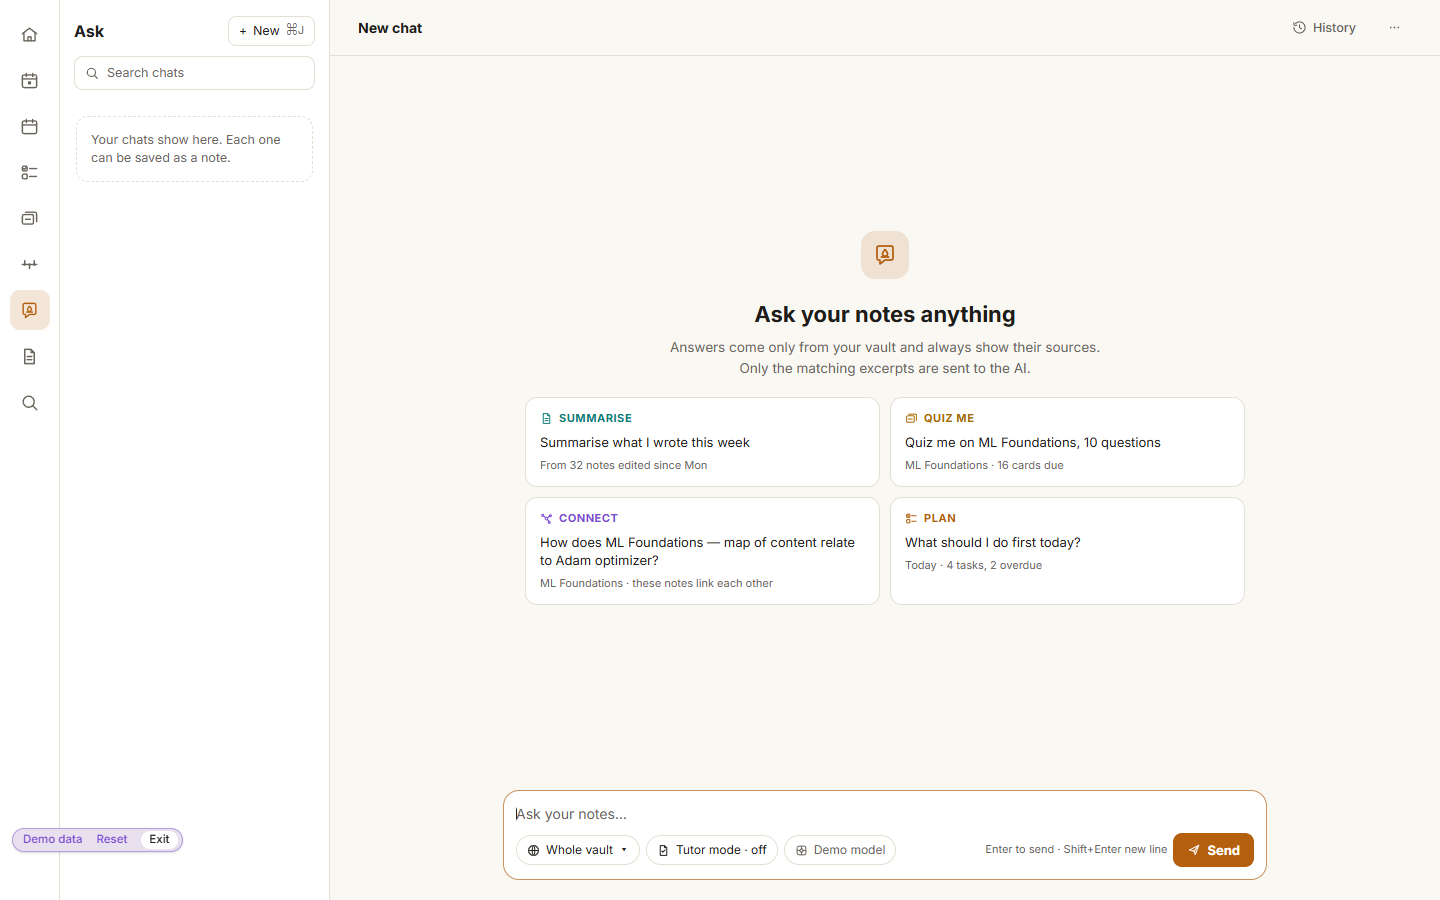 Ask
+ New ⌘J
Search chats
Your chats show here. Each one
can be saved as a note.
Demo data Reset Exit
New chat
History
···
Ask your notes anything
Answers come only from your vault and always show their sources.
Only the matching excerpts are sent to the AI.
SUMMARISE
Summarise what I wrote this week
From 32 notes edited since Mon
QUIZ ME
Quiz me on ML Foundations, 10 questions
ML Foundations · 16 cards due
CONNECT
How does ML Foundations — map of content relate
to Adam optimizer?
ML Foundations · these notes link each other
PLAN
What should I do first today?
Today · 4 tasks, 2 overdue
Ask your notes...
Whole vault
Tutor mode · off
Demo model
Enter to send · Shift+Enter new line
Send